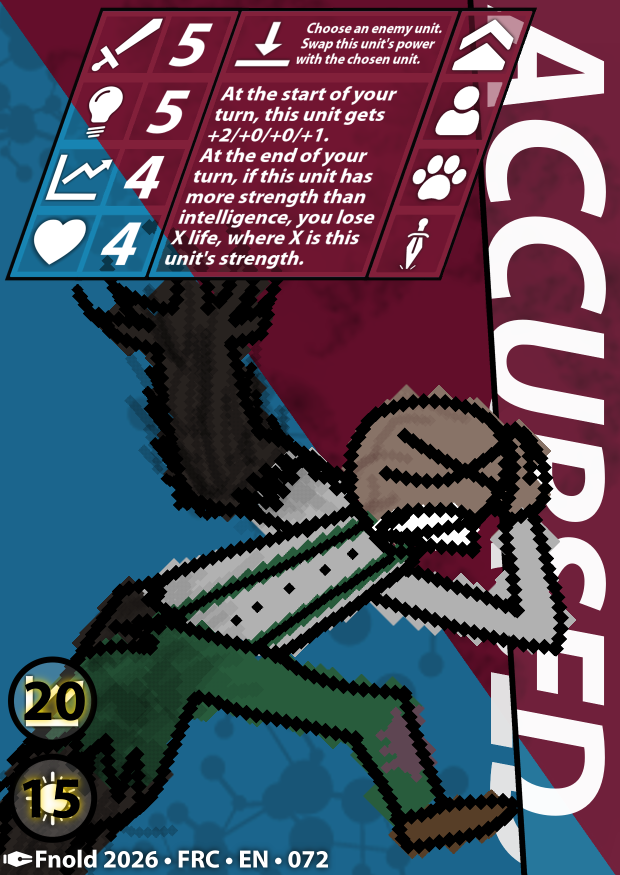 5
Choose an enemy unit.
Swap this unit's power
with the chosen unit.
5
At the start of your
turn, this unit gets
+2/+0/+0/+1.
At the end of your
turn, if this unit has
more strength than
intelligence, you lose
X life, where X is this
unit's strength.
4
4
ACCURSED
20
15
Fnold 2026 • FRC • EN • 072